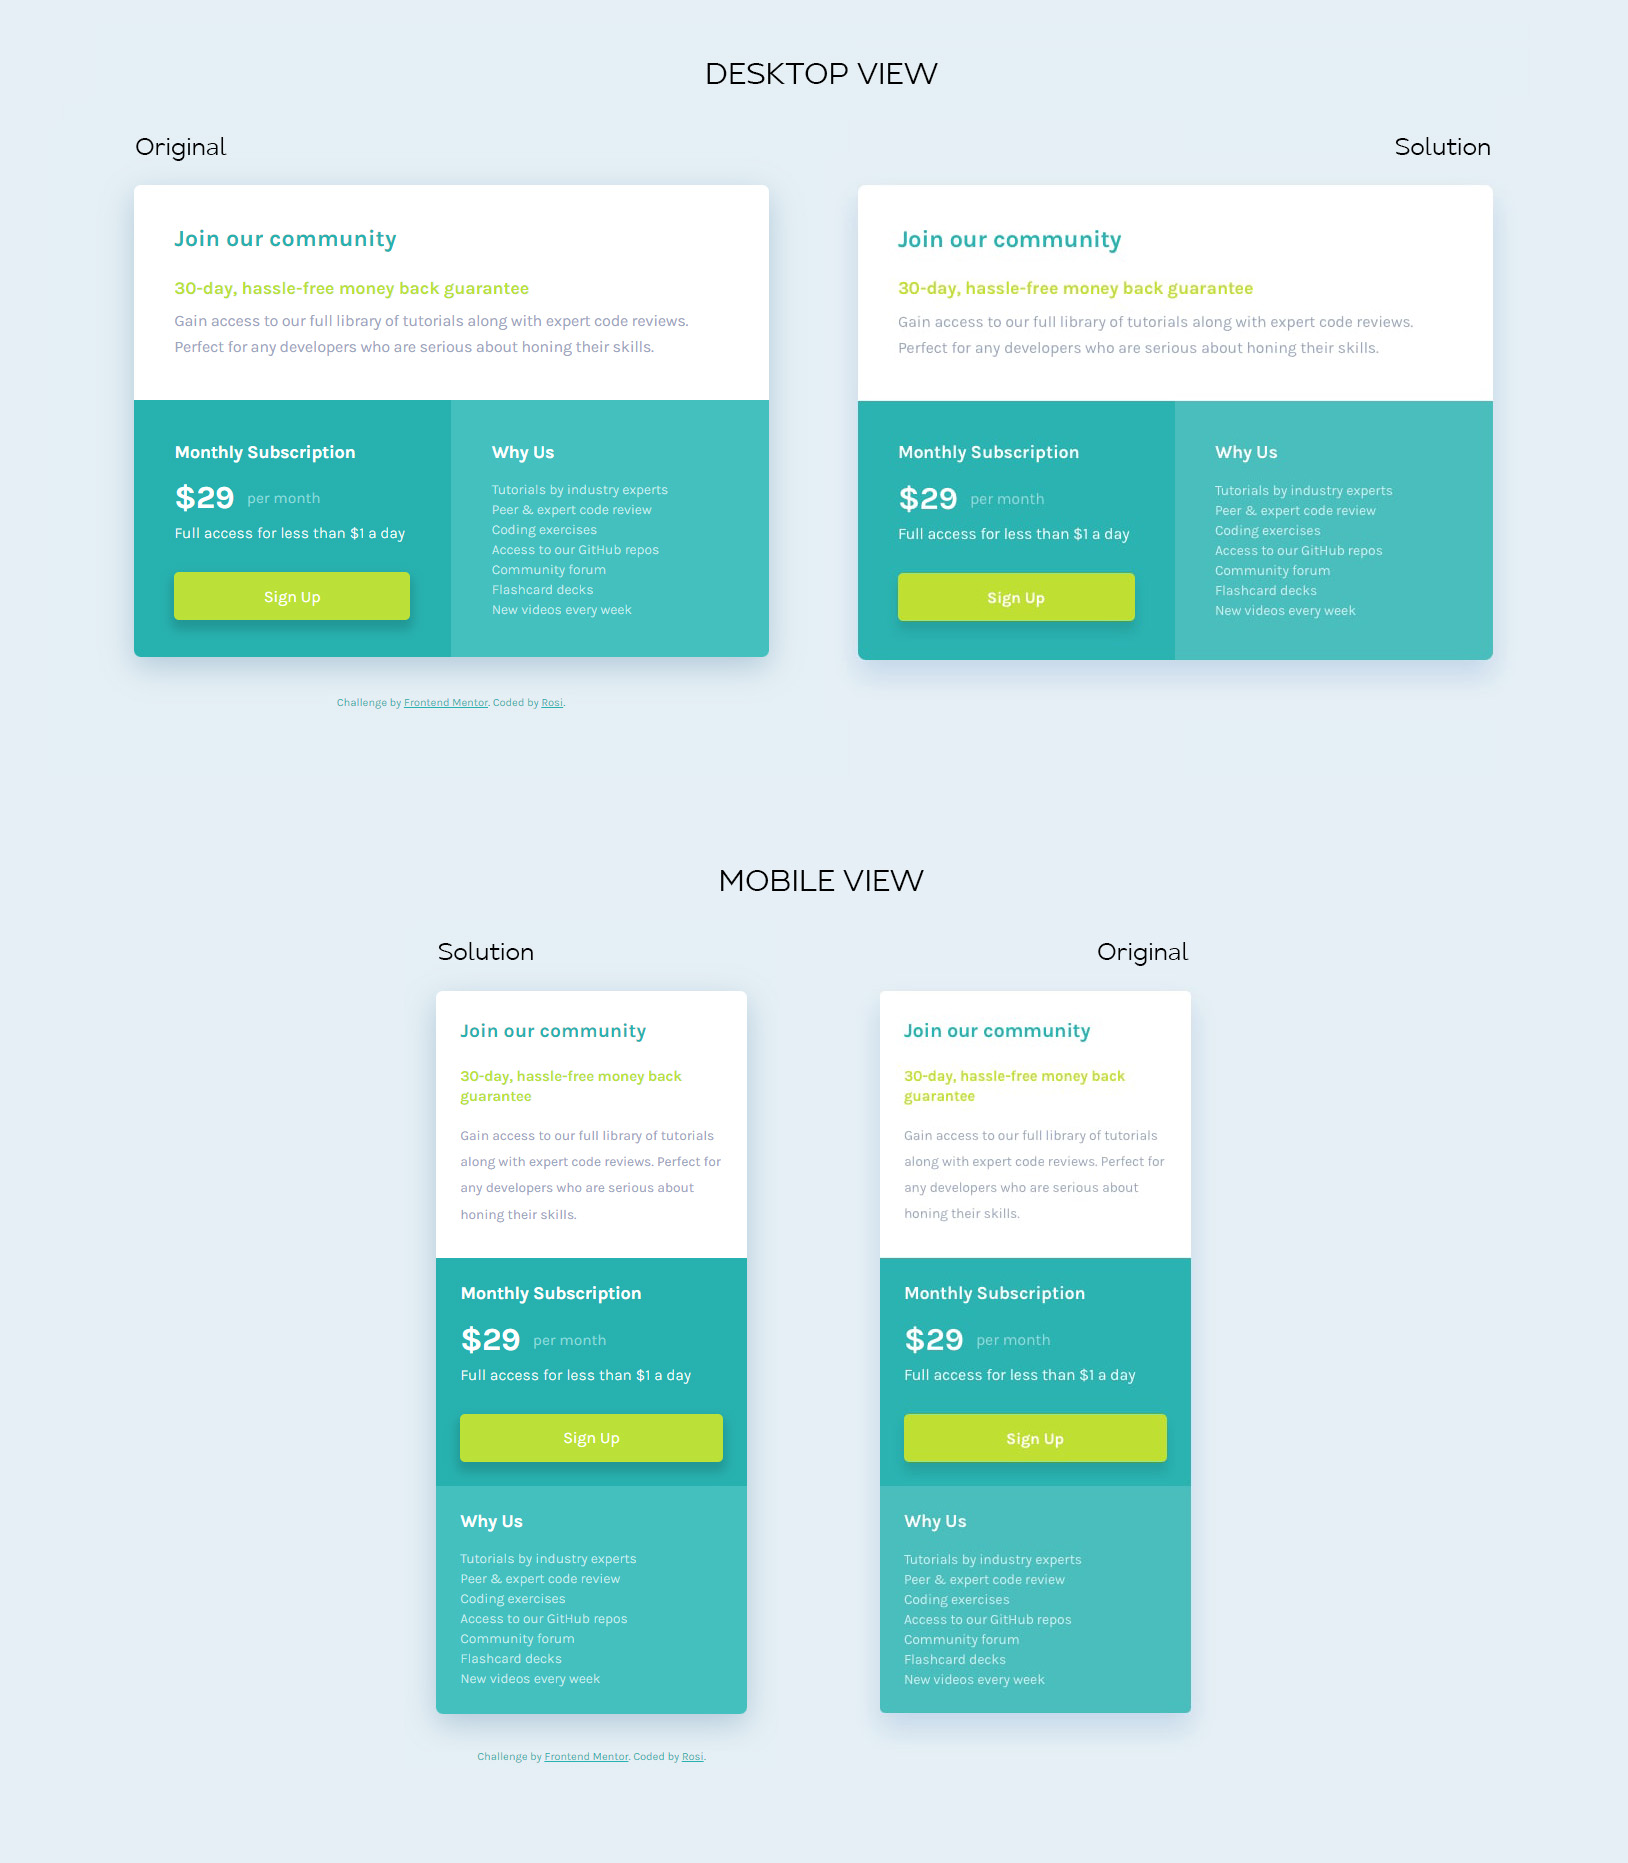 DESKTOP VIEW
Original
Join our community
30-day, hassle-free money back guarantee
Gain access to our full library of tutorials along with expert code reviews.
Perfect for any developers who are serious about honing their skills.
Monthly Subscription
$29 per month
Full access for less than $1 a day
Sign Up
Why Us
Tutorials by industry experts
Peer & expert code review
Coding exercises
Access to our GitHub repos
Community forum
Flashcard decks
New videos every week
Challenge by Frontend Mentor. Coded by Rosi.
Solution
Join our community
30-day, hassle-free money back guarantee
Gain access to our full library of tutorials along with expert code reviews.
Perfect for any developers who are serious about honing their skills.
Monthly Subscription
$29 per month
Full access for less than $1 a day
Sign Up
Why Us
Tutorials by industry experts
Peer & expert code review
Coding exercises
Access to our GitHub repos
Community forum
Flashcard decks
New videos every week
MOBILE VIEW
Solution
Join our community
30-day, hassle-free money back
guarantee
Gain access to our full library of tutorials
along with expert code reviews. Perfect for
any developers who are serious about
honing their skills.
Monthly Subscription
$29 per month
Full access for less than $1 a day
Sign Up
Why Us
Tutorials by industry experts
Peer & expert code review
Coding exercises
Access to our GitHub repos
Community forum
Flashcard decks
New videos every week
Challenge by Frontend Mentor. Coded by Rosi.
Original
Join our community
30-day, hassle-free money back
guarantee
Gain access to our full library of tutorials
along with expert code reviews. Perfect for
any developers who are serious about
honing their skills.
Monthly Subscription
$29 per month
Full access for less than $1 a day
Sign Up
Why Us
Tutorials by industry experts
Peer & expert code review
Coding exercises
Access to our GitHub repos
Community forum
Flashcard decks
New videos every week